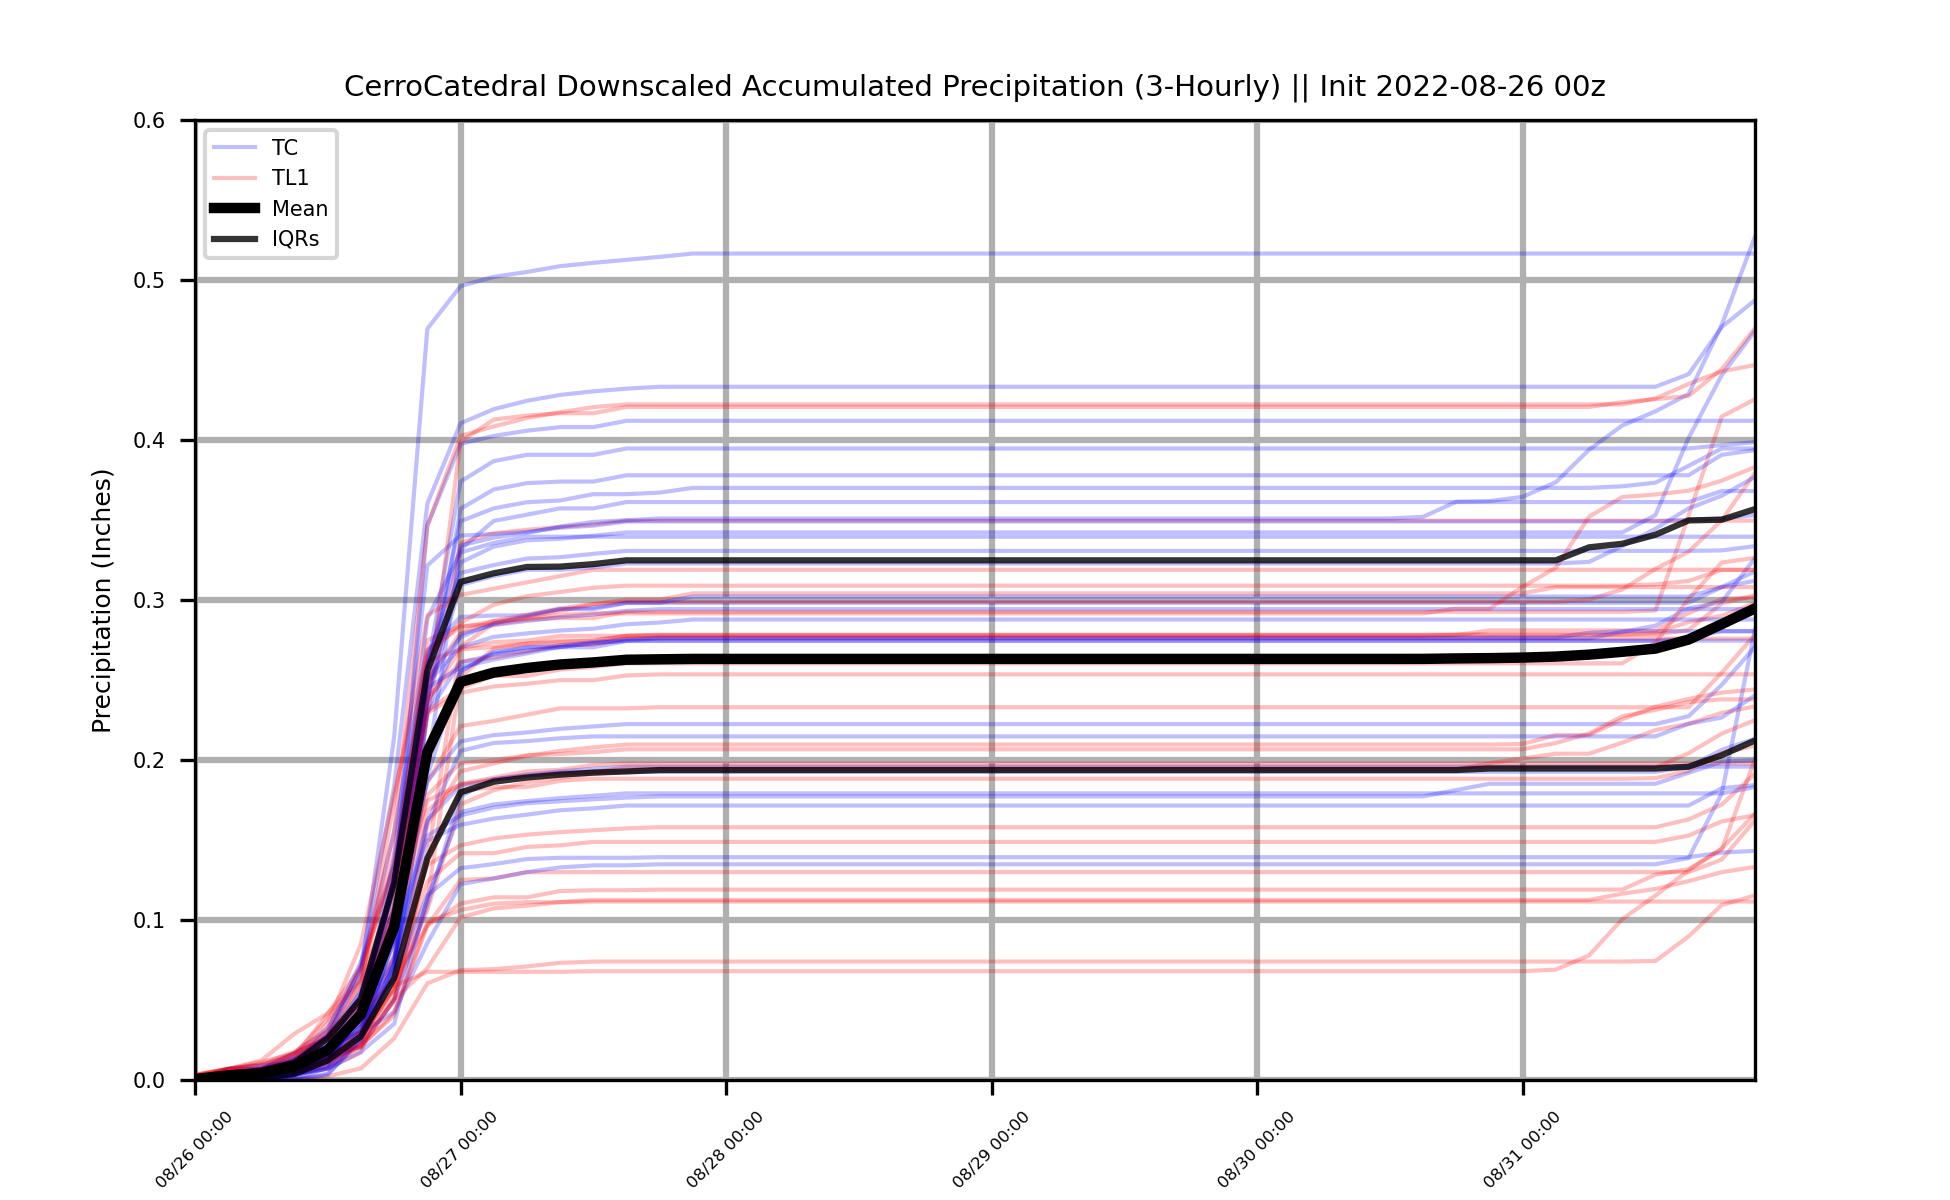 CerroCatedral Downscaled Accumulated Precipitation (3-Hourly) || Init 2022-08-26 00z
TC
TL1
Mean
IQRs
Precipitation (Inches)
0.6
0.5
0.4
0.3
0.2
0.1
0.0
08/26 00:00
08/27 00:00
08/28 00:00
08/29 00:00
08/30 00:00
08/31 00:00